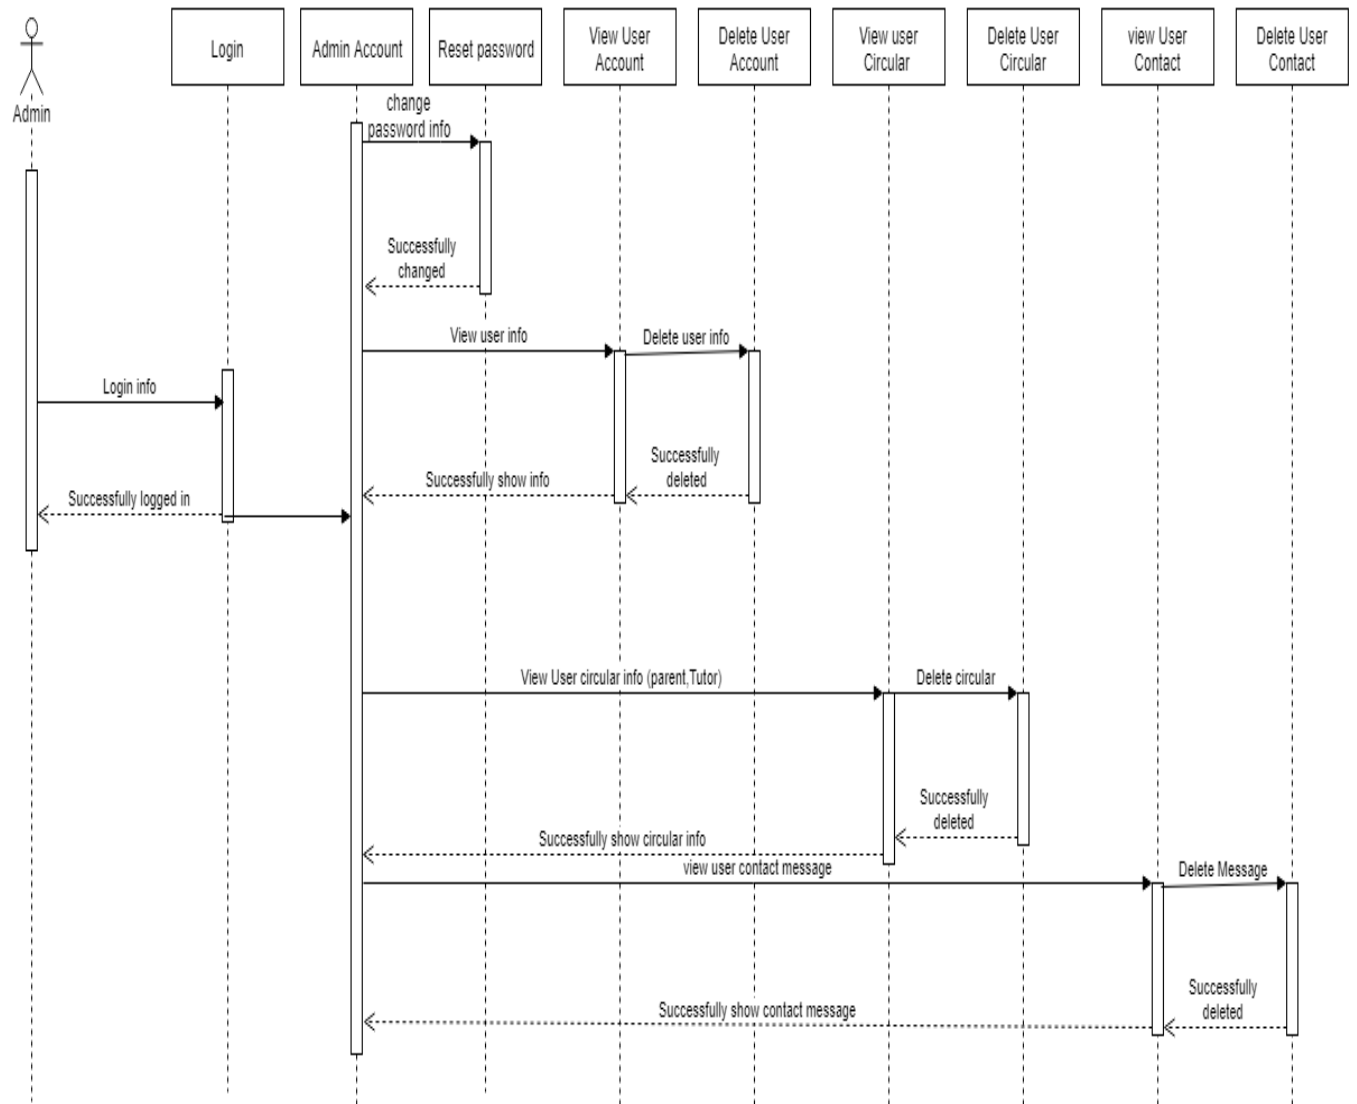 Admin
Login
Admin Account
Reset password
View User
Account
Delete User
Account
View user
Circular
Delete User
Circular
view User
Contact
Delete User
Contact
change
password info
Successfully
changed
View user info
Delete user info
Login info
Successfully
deleted
Successfully show info
Successfully logged in
View User circular info (parent,Tutor)
Delete circular
Successfully
deleted
Successfully show circular info
view user contact message
Delete Message
Successfully
deleted
Successfully show contact message